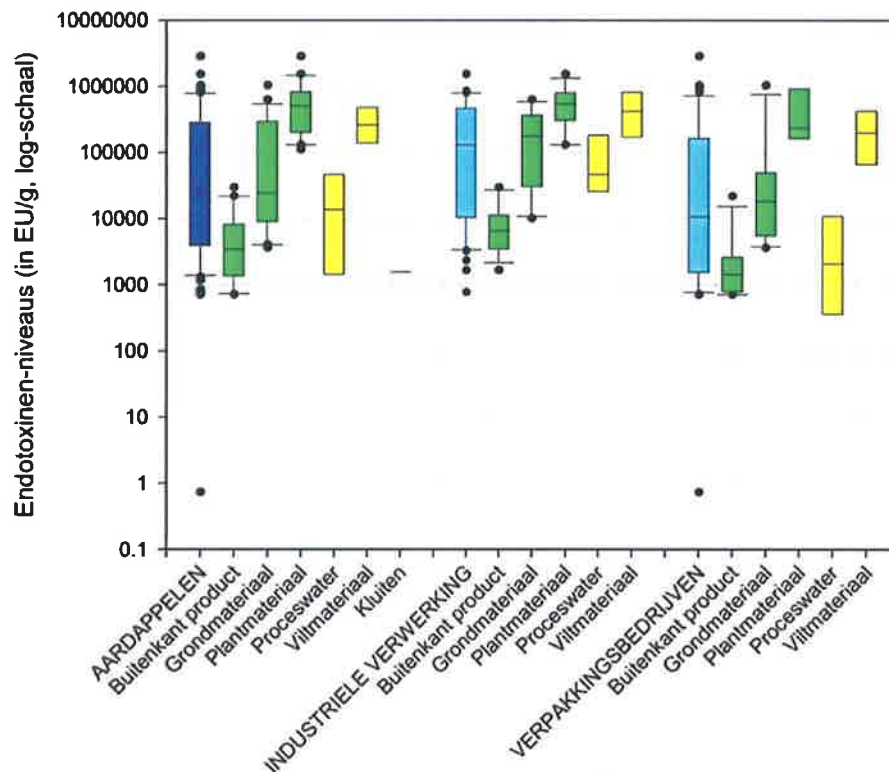 Endotoxinen-niveaus (in EU/g, log-schaal)
10000000
1000000
100000
10000
1000
100
10
1
0.1
AARDAPPELEN
Buitenkant product
Grondmateriaal
Plantmateriaal
Proceswater
Viltmateriaal
Kluiten
INDUSTRIELE VERWERKING
Buitenkant product
Grondmateriaal
Plantmateriaal
Proceswater
Viltmateriaal
VERPAKKINGSBEDRIJVEN
Buitenkant product
Grondmateriaal
Plantmateriaal
Proceswater
Viltmateriaal